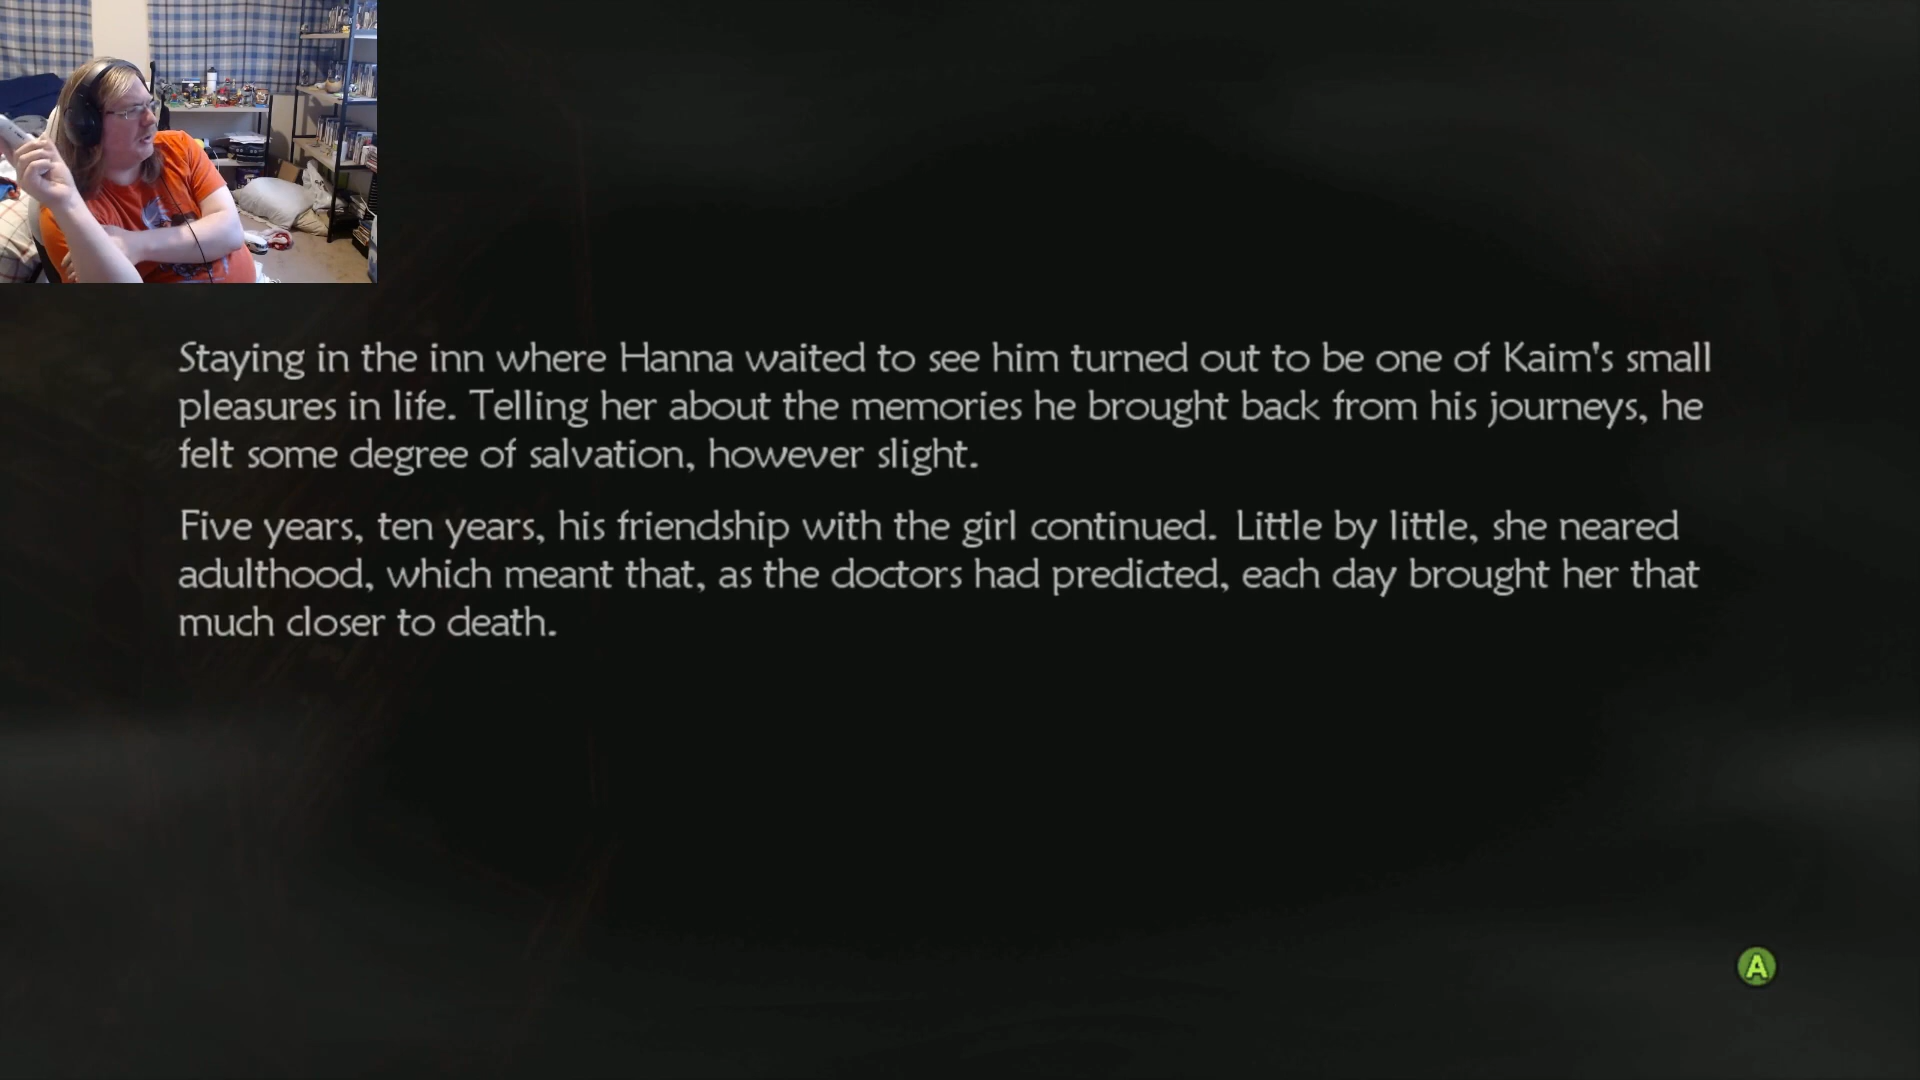 Staying in the inn where Hanna waited to see him turned out to be one of Kaim's small
pleasures in life. Telling her about the memories he brought back from his journeys, he
felt some degree of salvation, however slight.
Five years, ten years, his friendship with the girl continued. Little by little, she neared
adulthood, which meant that, as the doctors had predicted, each day brought her that
much closer to death.
A